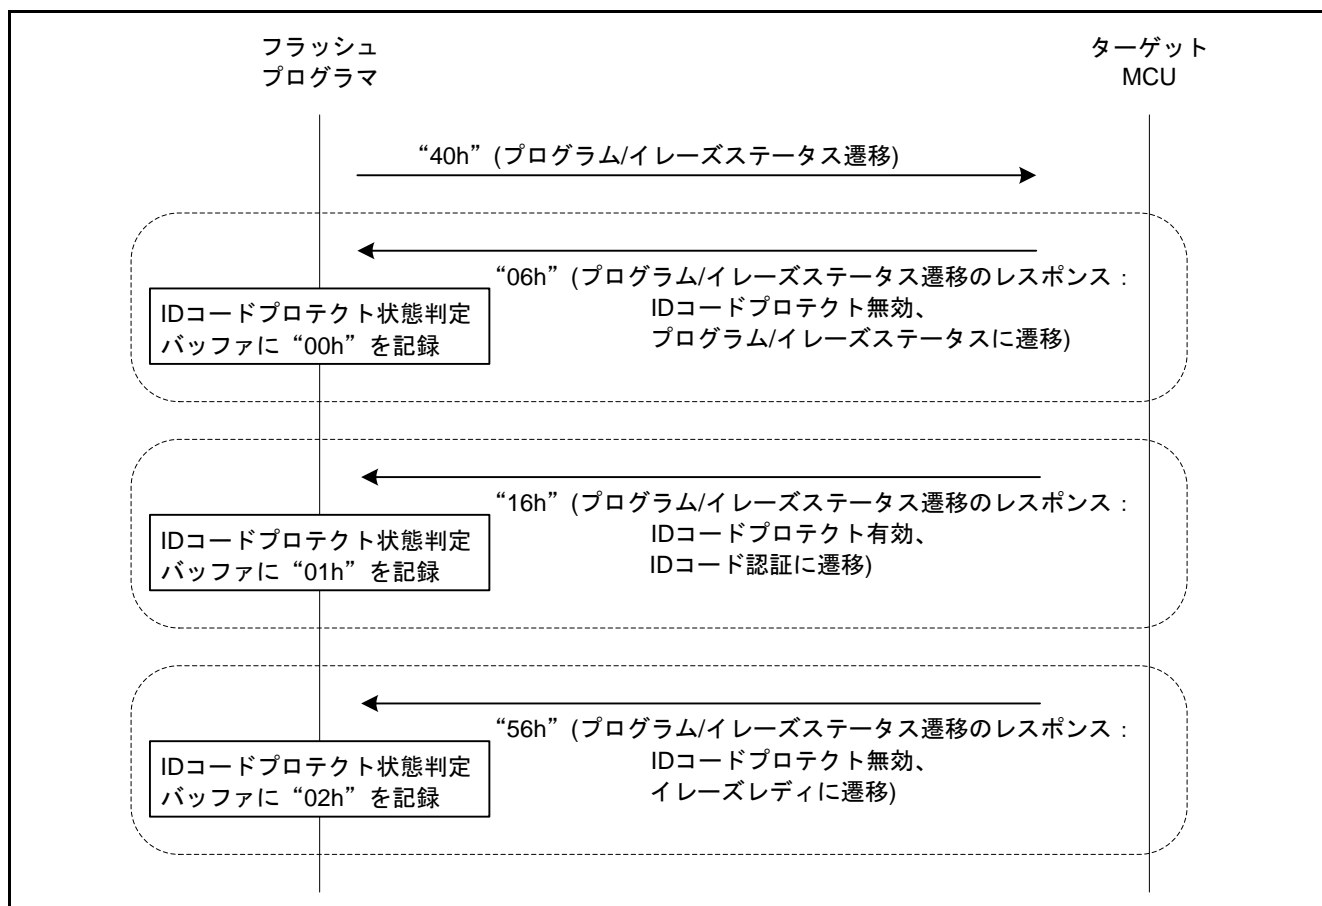 フラッシュ
プログラマ
ターゲット
MCU
“40h” (プログラム/イレーズステータス遷移)
“06h” (プログラム/イレーズステータス遷移のレスポンス：
IDコードプロテクト無効、
プログラム/イレーズステータスに遷移)
IDコードプロテクト状態判定
バッファに“00h”を記録
“16h” (プログラム/イレーズステータス遷移のレスポンス：
IDコードプロテクト有効、
IDコード認証に遷移)
IDコードプロテクト状態判定
バッファに“01h”を記録
“56h” (プログラム/イレーズステータス遷移のレスポンス：
IDコードプロテクト無効、
イレーズレディに遷移)
IDコードプロテクト状態判定
バッファに“02h”を記録